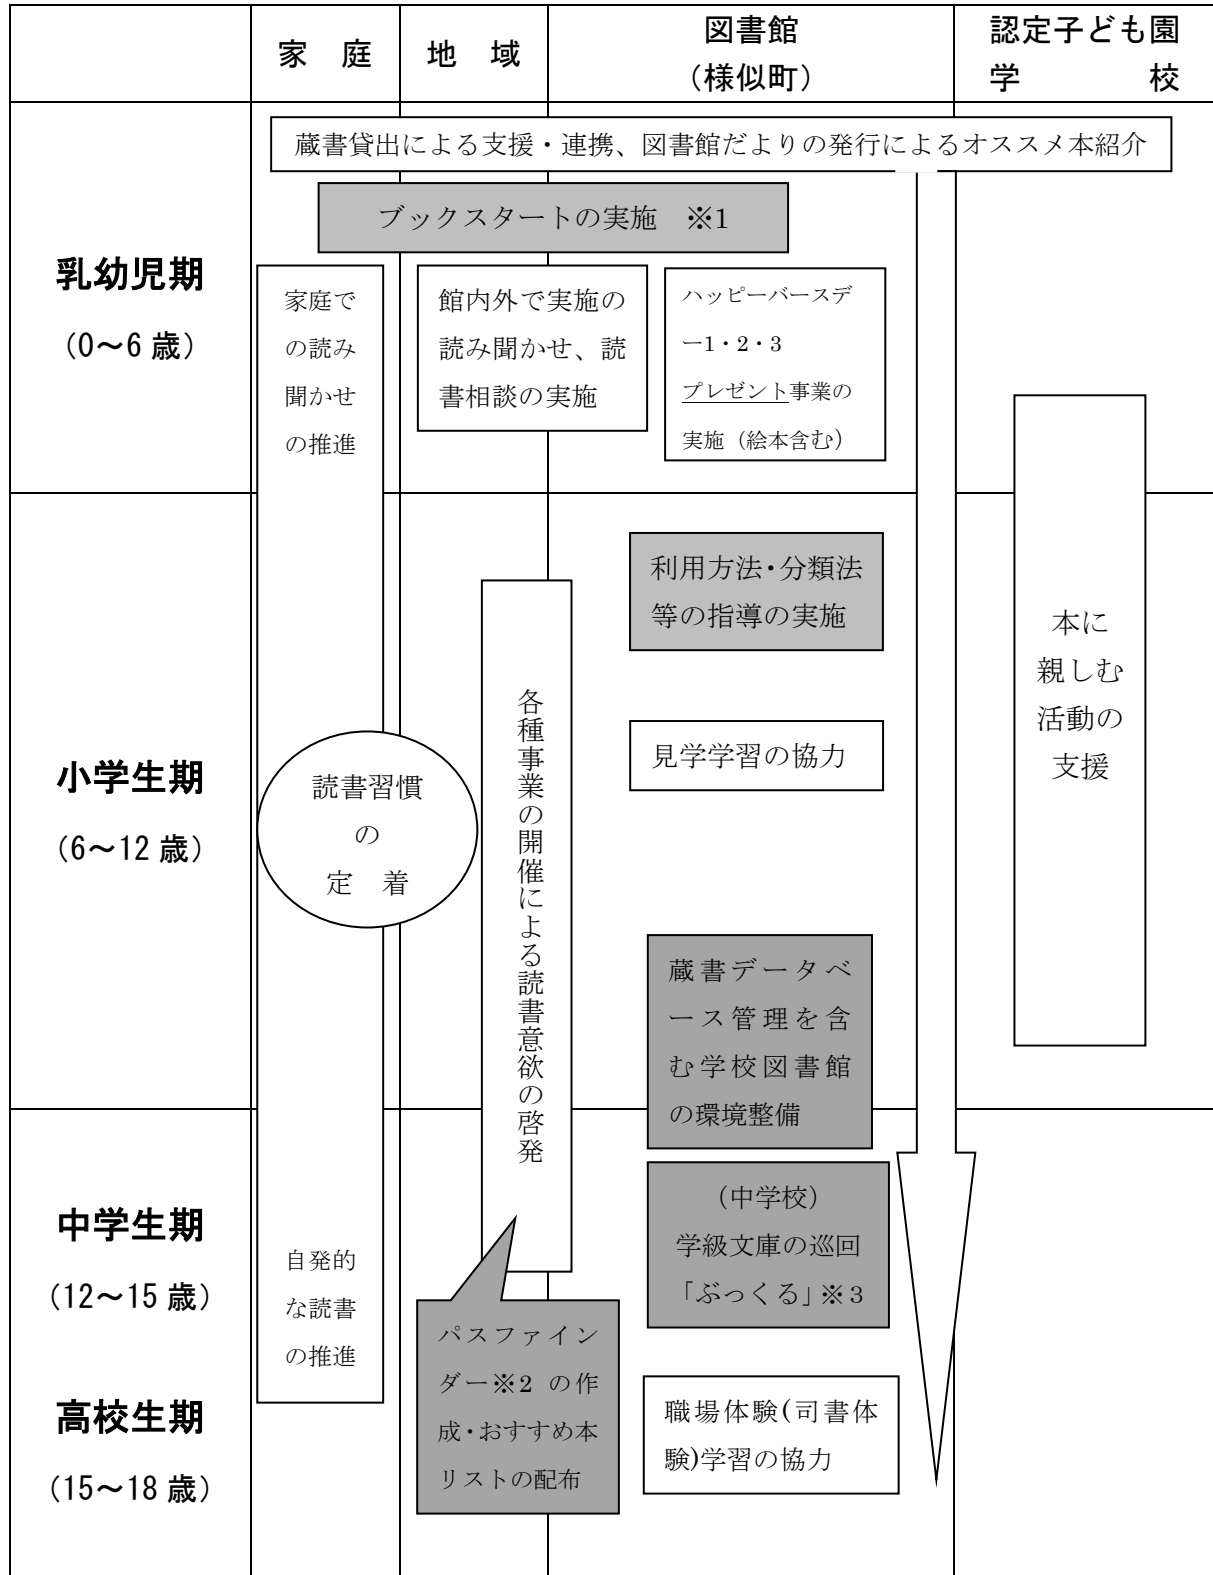 家　庭
地　域
図書館
（様似町）
認定子ども園
学　　　校
蔵書貸出による支援・連携、図書館だよりの発行によるオススメ本紹介
ブックスタートの実施　※1
乳幼児期
（0～6 歳）
家庭で
の読み
聞かせ
の推進
館内外で実施の
読み聞かせ、読
書相談の実施
ハッピーバースデ
ー1・2・3
プレゼント事業の
実施（絵本含む）
小学生期
（6～12 歳）
読書習慣
の
定　着
各種事業の開催による読書意欲の啓発
利用方法・分類法
等の指導の実施
見学学習の協力
蔵書データベ
ース管理を含
む学校図書館
の環境整備
本に
親しむ
活動の
支援
中学生期
（12～15 歳）
自発的
な読書
の推進
（中学校）
学級文庫の巡回
「ぶっくる」※3
高校生期
（15～18 歳）
パスファイン
ダー※2 の作
成・おすすめ本
リストの配布
職場体験(司書体
験)学習の協力